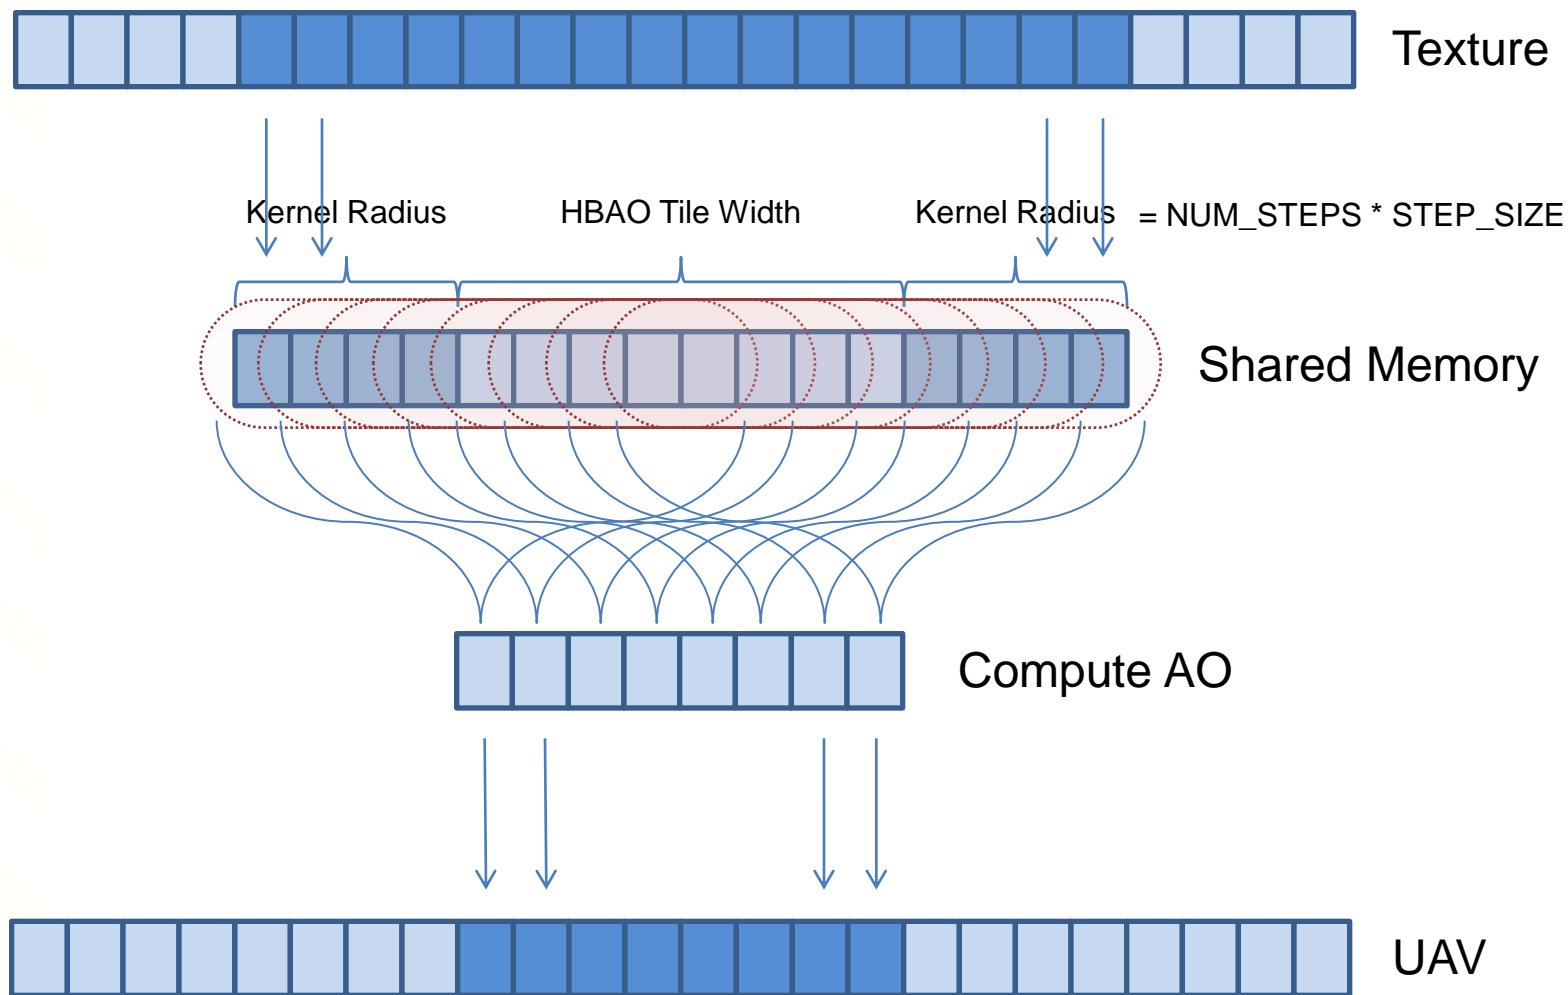 Texture
Kernel Radius HBAO Tile Width Kernel Radius = NUM_STEPS * STEP_SIZE
Shared Memory
Compute AO
UAV